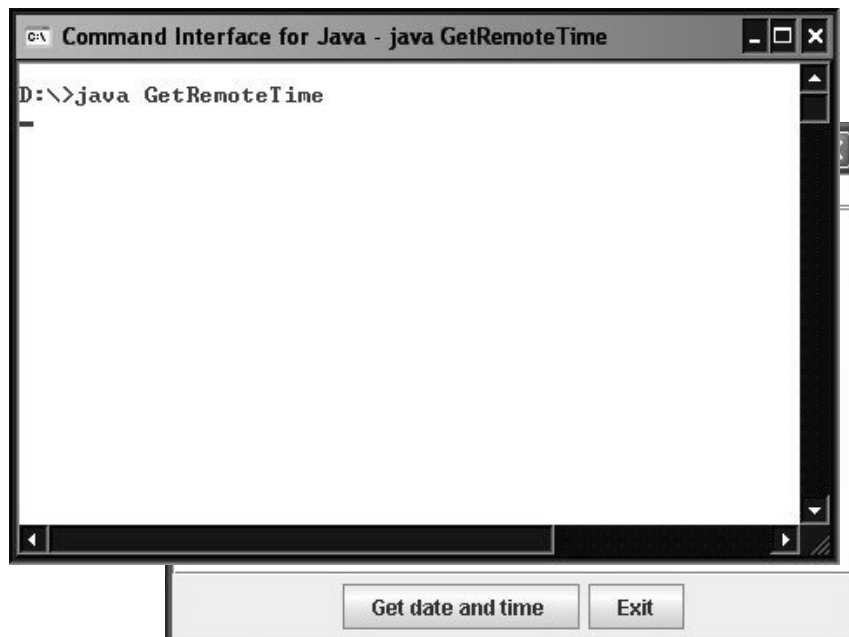 C:\ Command Interface for Java - java GetRemoteTime
D:\>java GetRemoteTime
Get date and time Exit